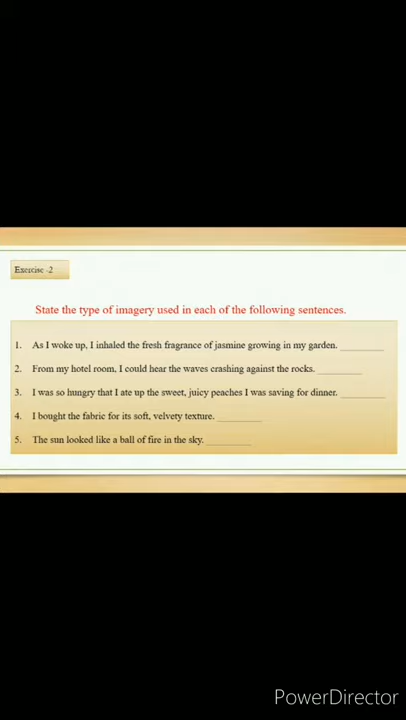 Exercise -2
State the type of imagery used in each of the following sentences.
1. As I woke up, I inhaled the fresh fragrance of jasmine growing in my garden. ________
2. From my hotel room, I could hear the waves crashing against the rocks. ________
3. I was so hungry that I ate up the sweet, juicy peaches I was saving for dinner. ________
4. I bought the fabric for its soft, velvety texture. ________
5. The sun looked like a ball of fire in the sky. ________
PowerDirector